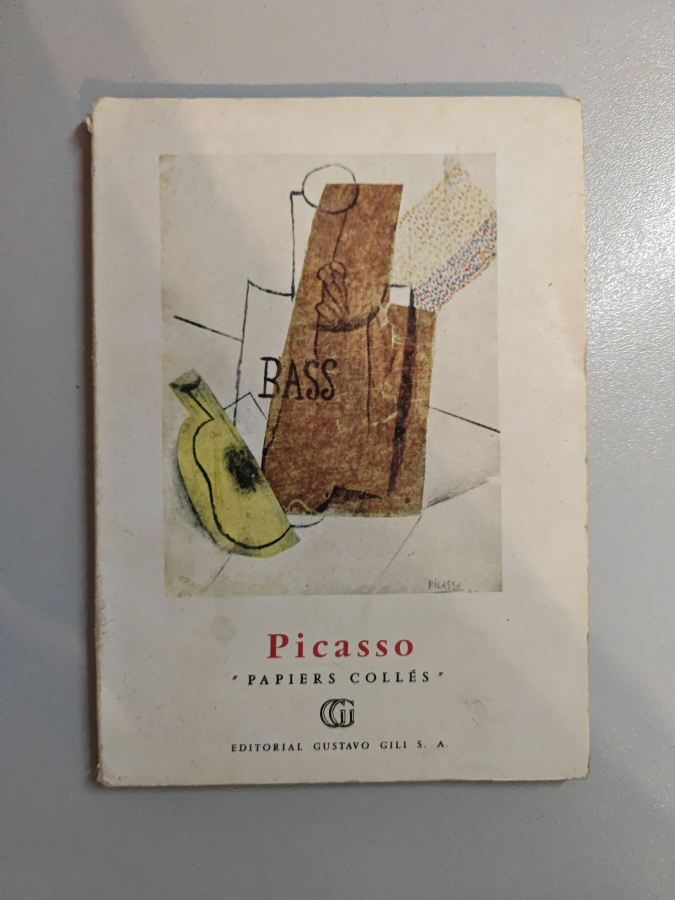 BASS
PICASSO
Picasso
"PAPIERS COLLÉS"
GG
EDITORIAL GUSTAVO GILI S. A.